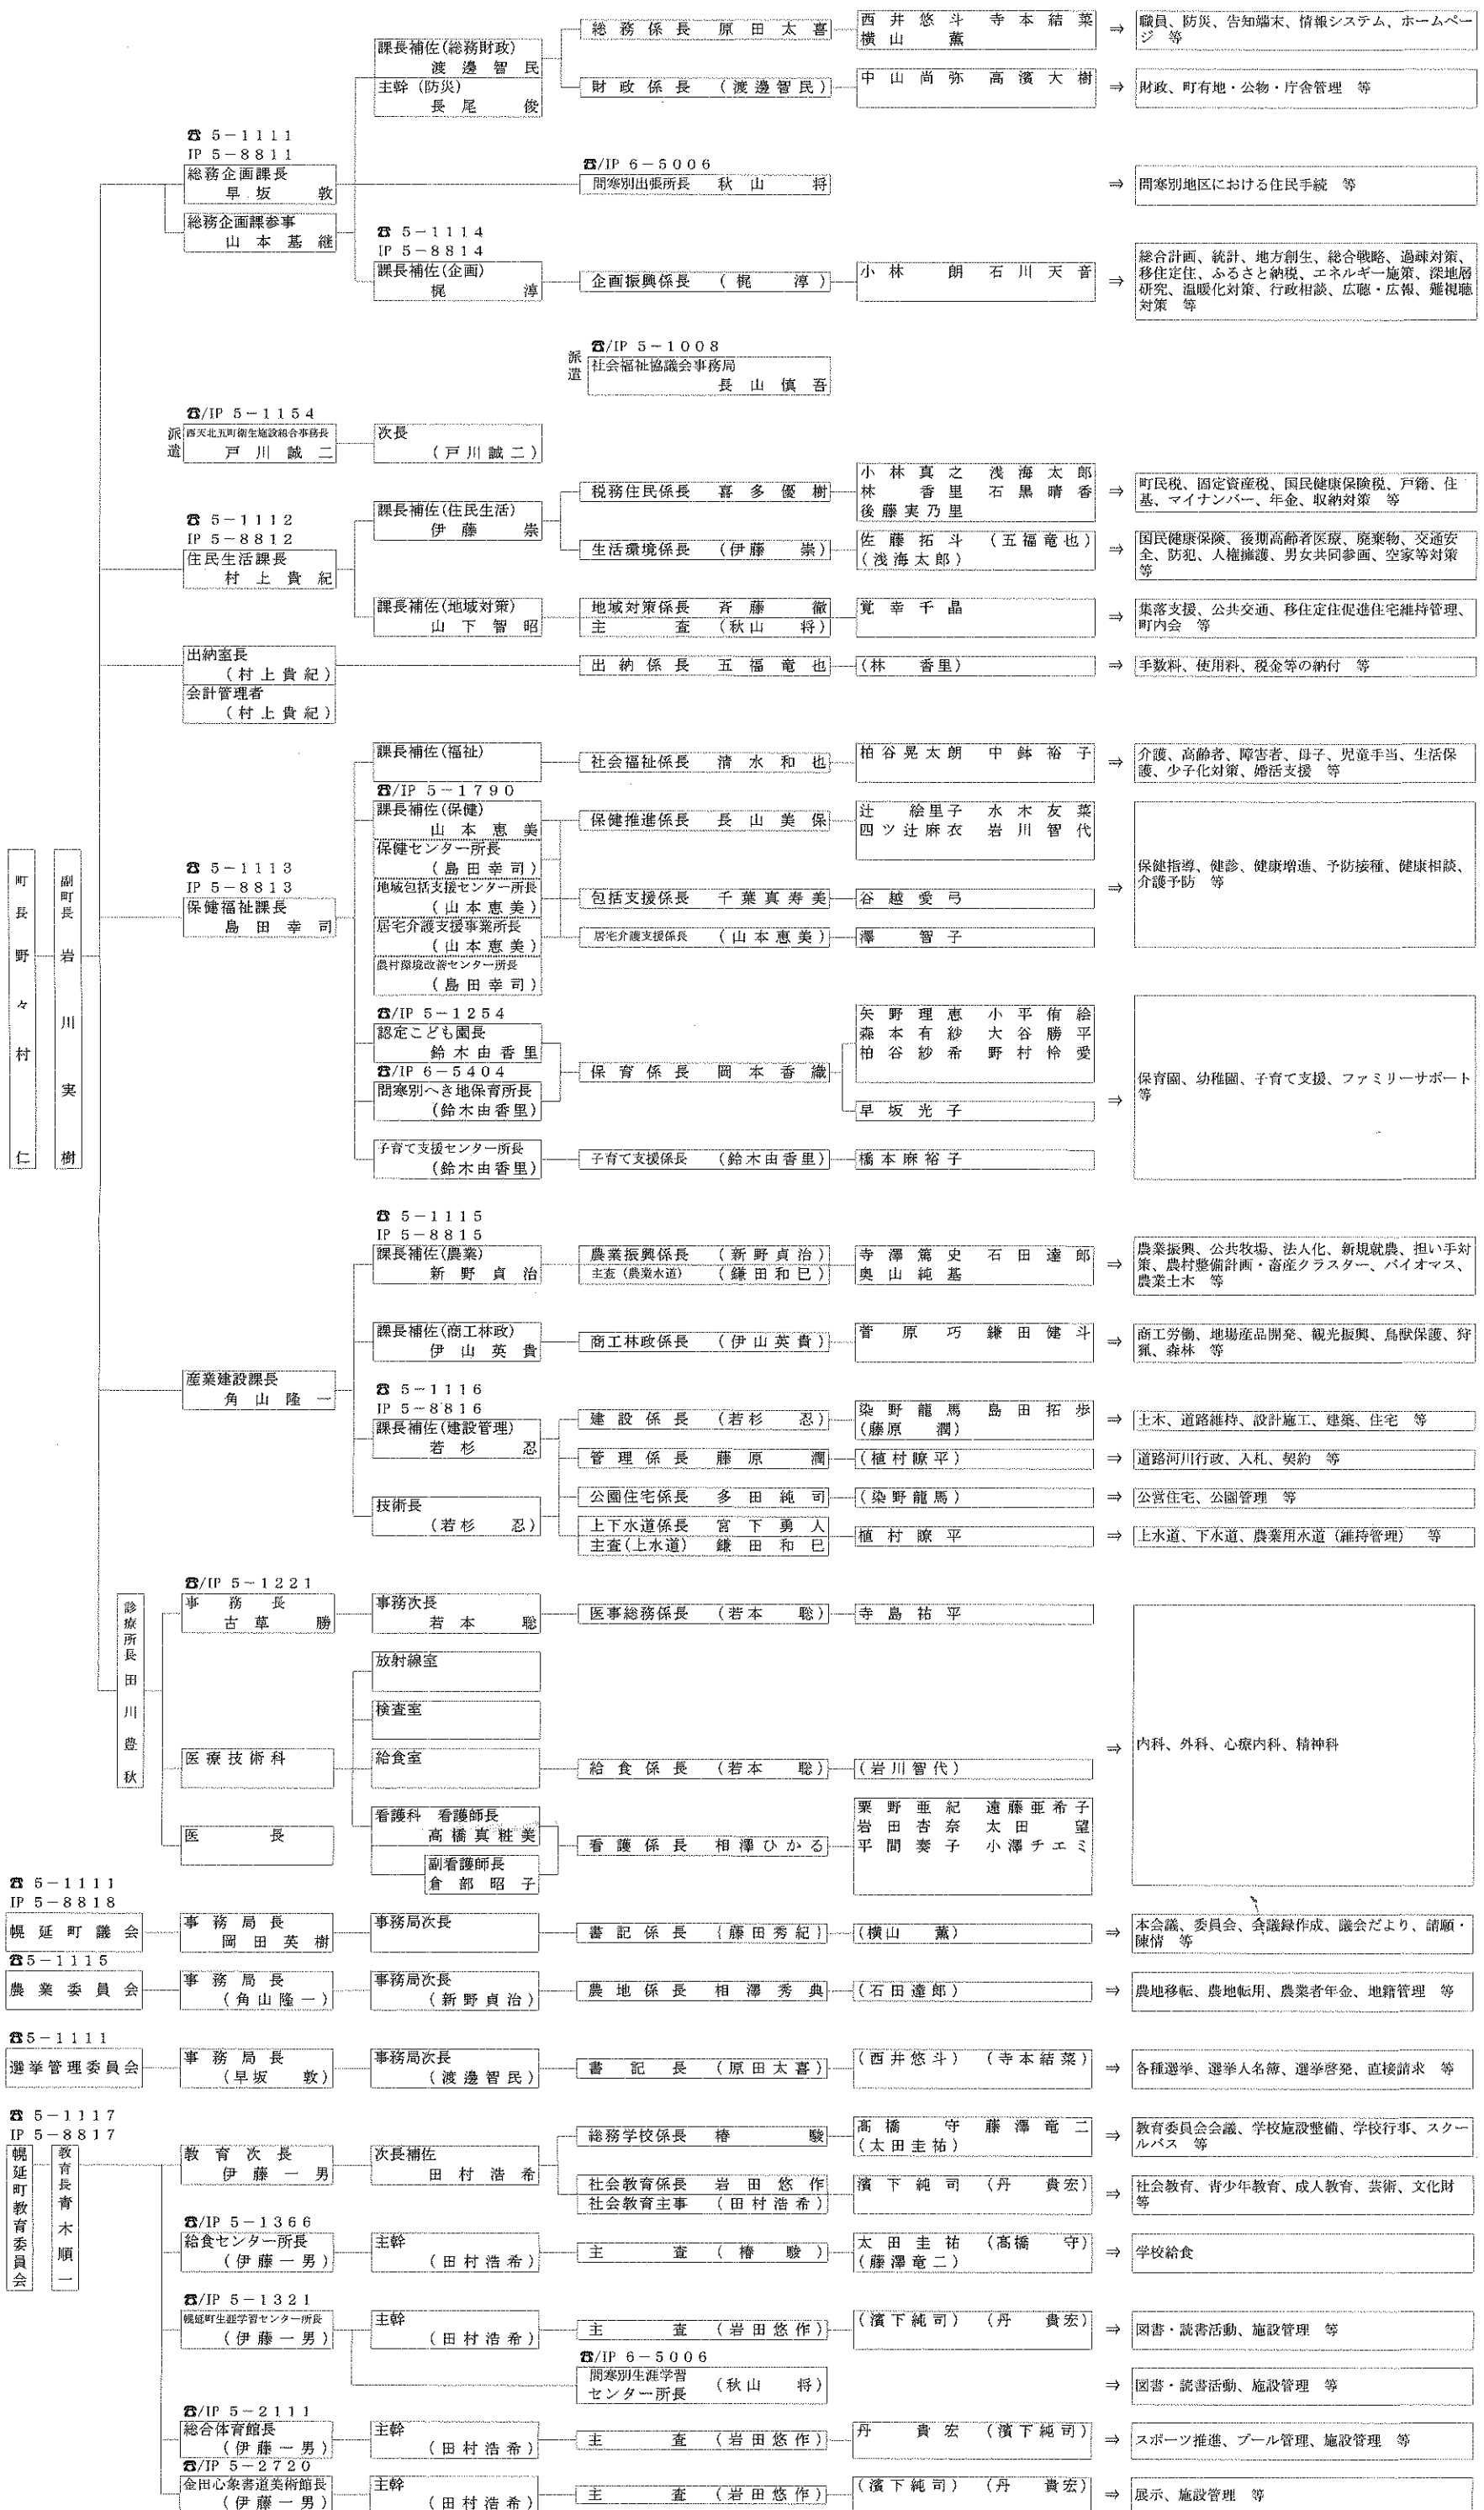 総務係長 原田太喜
西井悠斗 寺本結菜
横山 薫
⇒
職員、防災、告知端末、情報システム、ホームペー
ジ 等
課長補佐(総務財政)
渡邊智民
主幹(防災)
長尾 俊
財政係長 (渡邊智民)
中山尚弥 高濱大樹
⇒
財政、町有地・公物・庁舎管理 等
☎ 5-1111
IP 5-8811
総務企画課長
早坂 敦
総務企画課参事
山本基継
☎/IP 6-5006
問寒別出張所長 秋山 将
⇒
問寒別地区における住民手続 等
☎ 5-1114
IP 5-8814
課長補佐(企画)
梶 淳
企画振興係長 (梶 淳)
小林 朗 石川天音
⇒
総合計画、統計、地方創生、総合戦略、過疎対策、
移住定住、ふるさと納税、エネルギー施策、深地層
研究、温暖化対策、行政相談、広聴・広報、難視聴
対策 等
派遣
☎/IP 5-1008
社会福祉協議会事務局
長山慎吾
☎/IP 5-1154
派遣
西天北五町衛生施設組合事務長
戸川誠二
次長
(戸川誠二)
☎ 5-1112
IP 5-8812
住民生活課長
村上貴紀
課長補佐(住民生活)
伊藤 崇
税務住民係長 喜多優樹
小林真之 浅海太郎
林 香里 石黒晴香
後藤実乃里
⇒
町民税、固定資産税、国民健康保険税、戸籍、住
基、マイナンバー、年金、収納対策 等
生活環境係長 (伊藤 崇)
佐藤拓斗 (五福竜也)
(浅海太郎)
⇒
国民健康保険、後期高齢者医療、廃棄物、交通安
全、防犯、人権擁護、男女共同参画、空家等対策
等
課長補佐(地域対策)
山下智昭
地域対策係長 斉藤 徹
主査 (秋山 将)
覚幸千晶
⇒
集落支援、公共交通、移住定住促進住宅維持管理、
町内会 等
出納室長
(村上貴紀)
会計管理者
(村上貴紀)
出納係長 五福竜也
(林 香里)
⇒
手数料、使用料、税金等の納付 等
町長 野々村 仁
副町長 岩川実樹
☎ 5-1113
IP 5-8813
保健福祉課長
島田幸司
課長補佐(福祉)
社会福祉係長 清水和也
柏谷晃太朗 中鉢裕子
⇒
介護、高齢者、障害者、母子、児童手当、生活保
護、少子化対策、婚活支援 等
☎/IP 5-1790
課長補佐(保健)
山本恵美
保健センター所長
(島田幸司)
地域包括支援センター所長
(山本恵美)
居宅介護支援事業所長
(山本恵美)
農村環境改善センター所長
(島田幸司)
保健推進係長 長山美保
辻 絵里子 水木友菜
四ツ辻麻衣 岩川智代
包括支援係長 千葉真寿美
谷越愛弓
居宅介護支援係長 (山本恵美)
澤 智子
⇒
保健指導、健診、健康増進、予防接種、健康相談、
介護予防 等
☎/IP 5-1254
認定こども園長
鈴木由香里
☎/IP 6-5404
問寒別へき地保育所長
(鈴木由香里)
保育係長 岡本香織
矢野理恵 小平侑絵
森本有紗 大谷勝平
柏谷紗希 野村怜愛
早坂光子
⇒
保育園、幼稚園、子育て支援、ファミリーサポート
等
子育て支援センター所長
(鈴木由香里)
子育て支援係長 (鈴木由香里)
橋本麻裕子
産業建設課長
角山隆一
☎ 5-1115
IP 5-8815
課長補佐(農業)
新野貞治
農業振興係長 (新野貞治)
主査(農業水道) (鎌田和巳)
寺澤篤史 石田達郎
奥山純基
⇒
農業振興、公共牧場、法人化、新規就農、担い手対
策、農村整備計画・畜産クラスター、バイオマス、
農業土木 等
課長補佐(商工林政)
伊山英貴
商工林政係長 (伊山英貴)
菅原 巧 鎌田健斗
⇒
商工労働、地場産品開発、観光振興、鳥獣保護、狩
猟、森林 等
☎ 5-1116
IP 5-8816
課長補佐(建設管理)
若杉 忍
技術長
(若杉 忍)
建設係長 (若杉 忍)
染野龍馬 島田拓歩
(藤原 潤)
⇒
土木、道路維持、設計施工、建築、住宅 等
管理係長 藤原 潤
(植村瞭平)
⇒
道路河川行政、入札、契約 等
公園住宅係長 多田純司
(染野龍馬)
⇒
公営住宅、公園管理 等
上下水道係長 宮下勇人
主査(上水道) 鎌田和巳
植村瞭平
⇒
上水道、下水道、農業用水道(維持管理) 等
診療所長 田川豊秋
☎/IP 5-1221
事務長
古草 勝
事務次長
若本 聡
医事総務係長 (若本 聡)
寺島祐平
医療技術科
放射線室
検査室
給食室
給食係長 (若本 聡)
(岩川智代)
⇒
内科、外科、心療内科、精神科
医長
看護科 看護師長
高橋真粧美
副看護師長
倉部昭子
看護係長 相澤ひかる
栗野亜紀 遠藤亜希子
岩田杏奈 太田 望
平間奏子 小澤チエミ
☎ 5-1111
IP 5-8818
幌延町議会
事務局長
岡田英樹
事務局次長
書記係長 (藤田秀紀)
(横山 薫)
⇒
本会議、委員会、会議録作成、議会だより、請願・
陳情 等
☎5-1115
農業委員会
事務局長
(角山隆一)
事務局次長
(新野貞治)
農地係長 相澤秀典
(石田達郎)
⇒
農地移転、農地転用、農業者年金、地籍管理 等
☎5-1111
選挙管理委員会
事務局長
(早坂 敦)
事務局次長
(渡邊智民)
書記長 (原田太喜)
(西井悠斗) (寺本結菜)
⇒
各種選挙、選挙人名簿、選挙啓発、直接請求 等
☎ 5-1117
IP 5-8817
幌延町教育委員会
教育長 青木順一
教育次長
伊藤一男
次長補佐
田村浩希
総務学校係長 椿 駿
高橋 守 藤澤竜二
(太田圭祐)
⇒
教育委員会会議、学校施設整備、学校行事、スクー
ルバス 等
社会教育係長 岩田悠作
社会教育主事 (田村浩希)
濱下純司 (丹 貴宏)
⇒
社会教育、青少年教育、成人教育、芸術、文化財
等
☎/IP 5-1366
給食センター所長
(伊藤一男)
主幹
(田村浩希)
主査 (椿 駿)
太田圭祐 (高橋 守)
(藤澤竜二)
⇒
学校給食
☎/IP 5-1321
幌延町生涯学習センター所長
(伊藤一男)
主幹
(田村浩希)
主査 (岩田悠作)
(濱下純司) (丹 貴宏)
⇒
図書・読書活動、施設管理 等
☎/IP 6-5006
問寒別生涯学習
センター所長 (秋山 将)
⇒
図書・読書活動、施設管理 等
☎/IP 5-2111
総合体育館長
(伊藤一男)
主幹
(田村浩希)
主査 (岩田悠作)
丹 貴宏 (濱下純司)
⇒
スポーツ推進、プール管理、施設管理 等
☎/IP 5-2720
金田心象書道美術館長
(伊藤一男)
主幹
(田村浩希)
主査 (岩田悠作)
(濱下純司) (丹 貴宏)
⇒
展示、施設管理 等